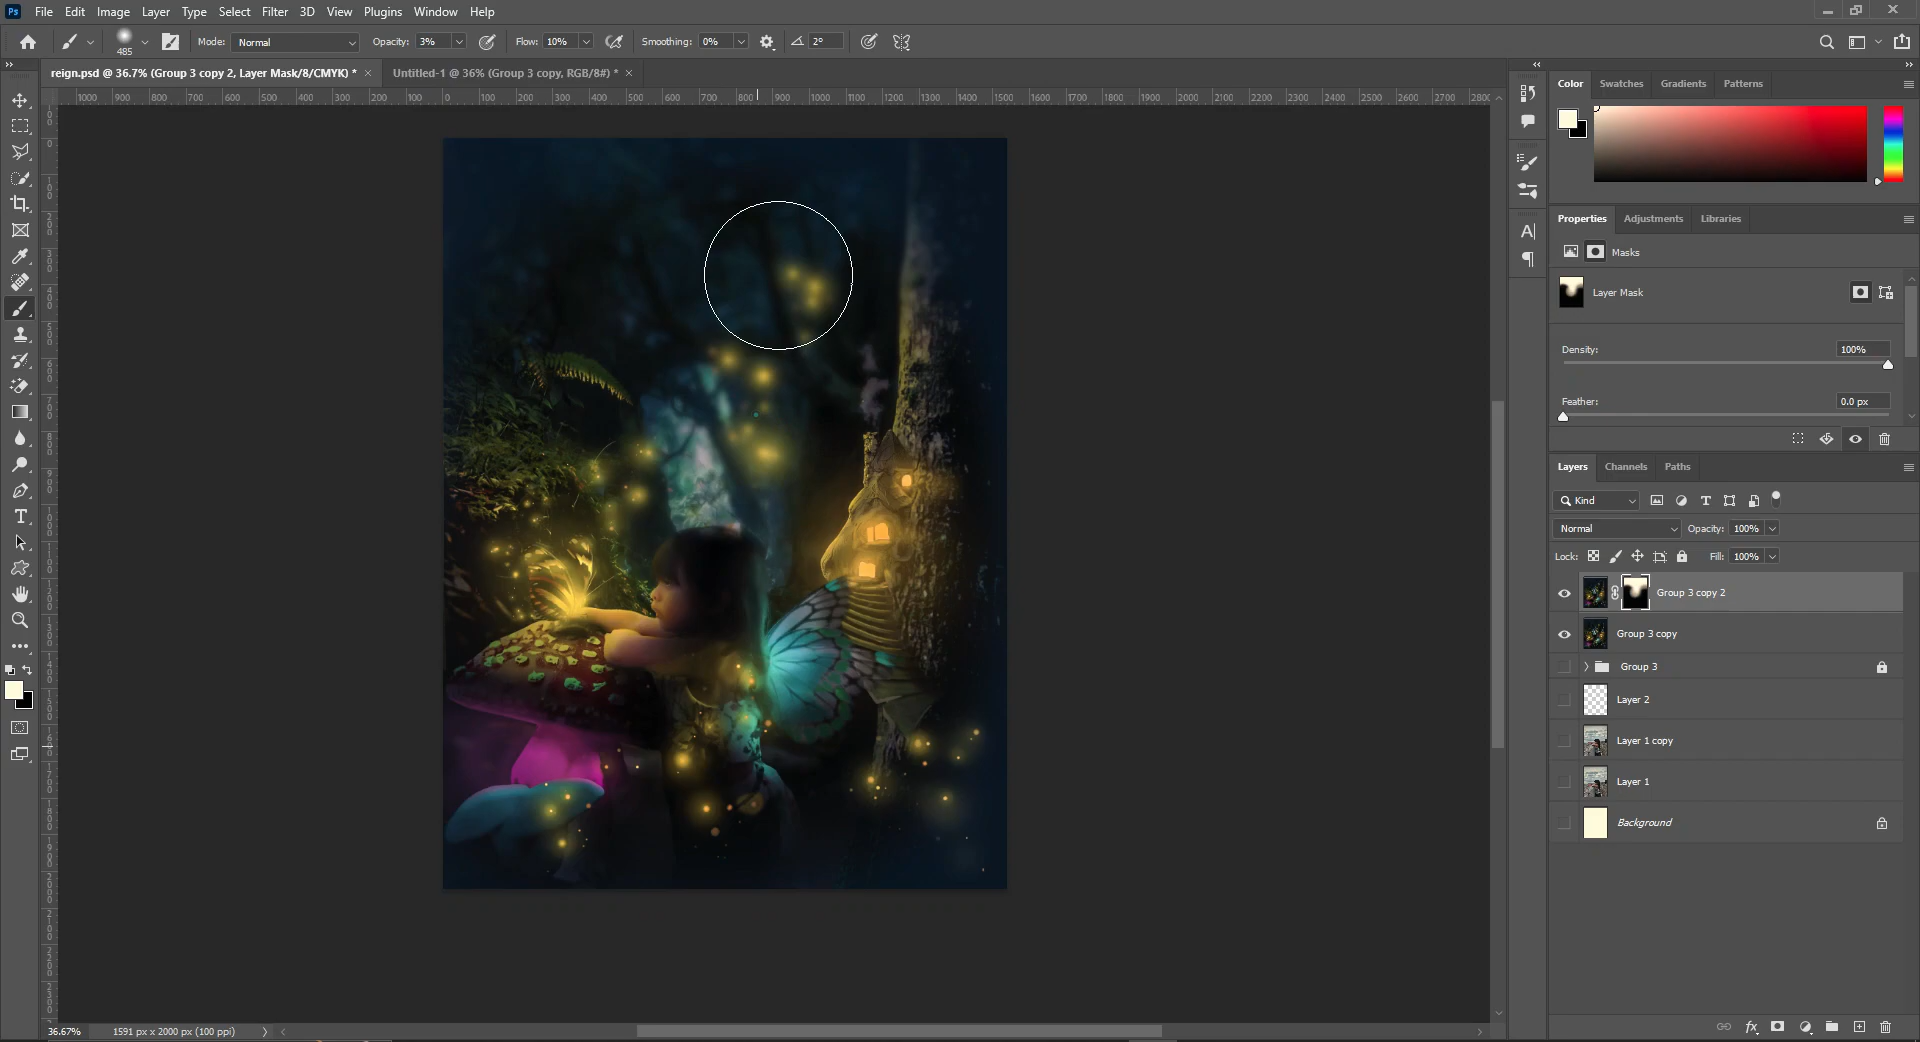 Ps File Edit Image Layer Type Select Filter 3D View Plugins Window Help
485 Mode: Normal Opacity: 3% Flow: 10% Smoothing: 0% 2°
reign.psd @ 36.7% (Group 3 copy 2, Layer Mask/8/CMYK) * × Untitled-1 @ 36% (Group 3 copy, RGB/8#) * ×
1000 900 800 700 600 500 400 300 200 100 0 100 200 300 400 500 600 700 800 900 1000 1100 1200 1300 1400 1500 1600 1700 1800 1900 2000 2100 2200 2300 2400 2500 2600 2700 2800
Color Swatches Gradients Patterns
Properties Adjustments Libraries
Masks
Layer Mask
Density: 100%
Feather: 0.0 px
Layers Channels Paths
Kind
Normal Opacity: 100%
Lock: Fill: 100%
Group 3 copy 2
Group 3 copy
Group 3
Layer 2
Layer 1 copy
Layer 1
Background
36.67% 1591 px x 2000 px (100 ppi)